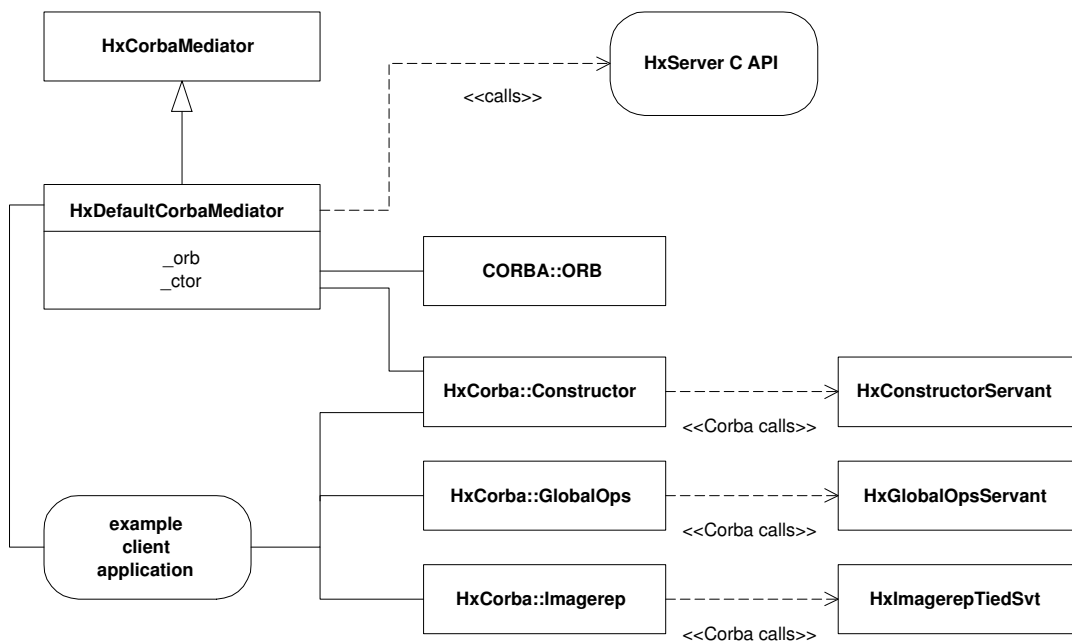 HxCorbaMediator
HxServer C API
<<calls>>
HxDefaultCorbaMediator
_orb
_ctor
CORBA::ORB
HxCorba::Constructor
HxConstructorServant
<<Corba calls>>
HxCorba::GlobalOps
HxGlobalOpsServant
<<Corba calls>>
example
client
application
HxCorba::Imagerep
HxImagerepTiedSvt
<<Corba calls>>